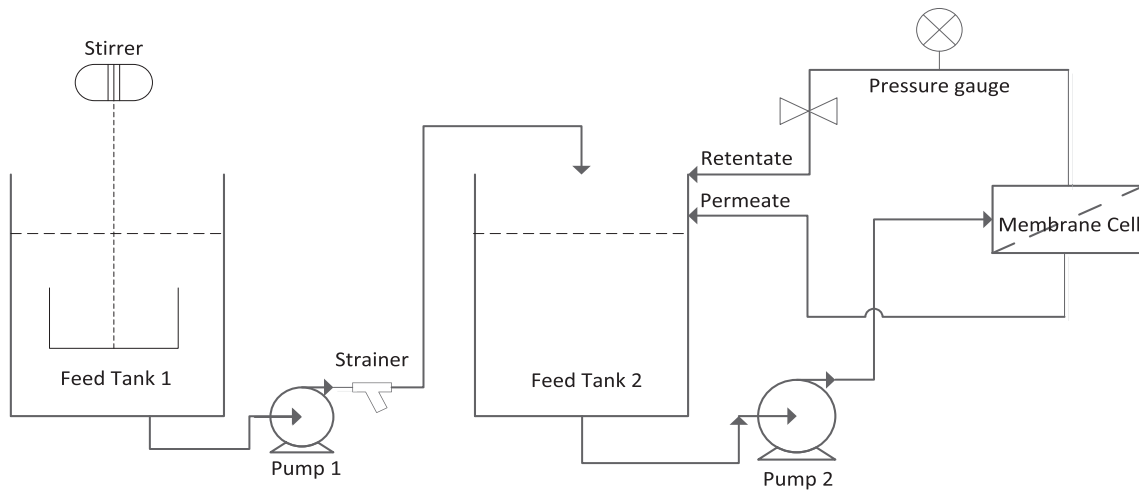 Stirrer
Pressure gauge
Retentate
Permeate
Membrane Cell
Strainer
Feed Tank 1
Feed Tank 2
Pump 1
Pump 2